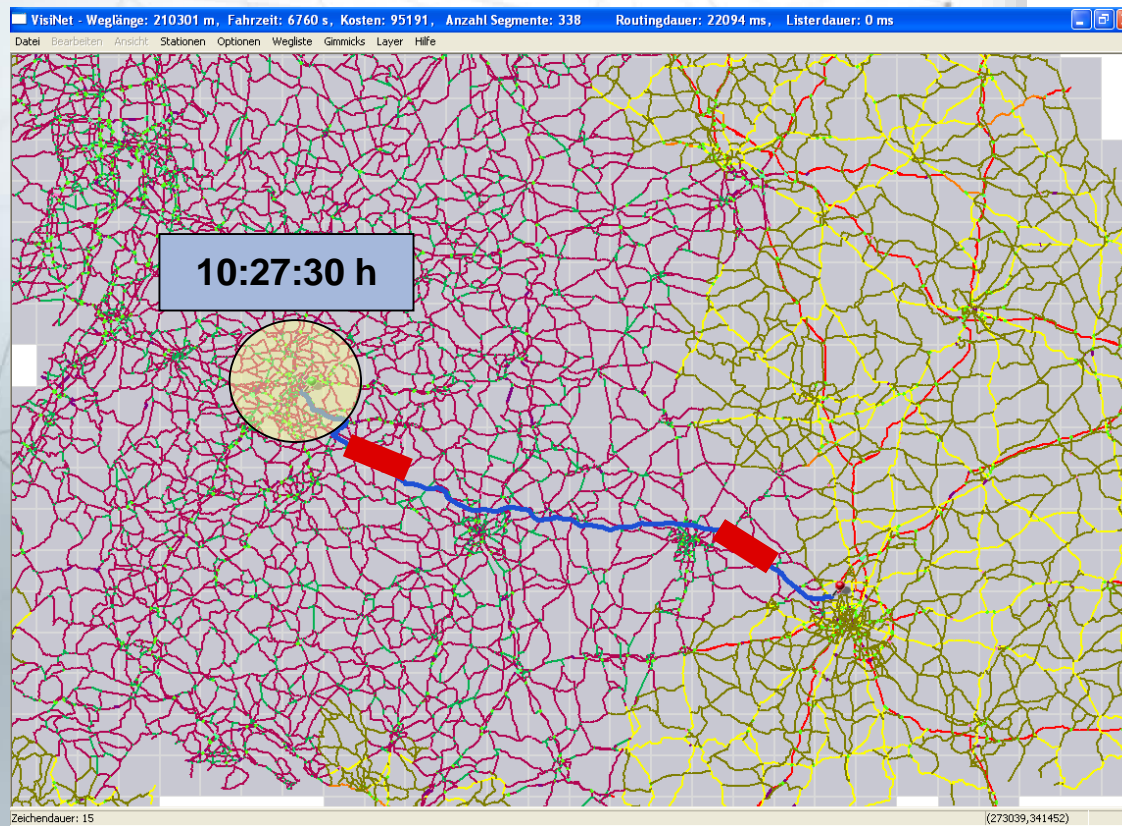 VisiNet - Weglänge: 210301 m, Fahrzeit: 6760 s, Kosten: 95191, Anzahl Segmente: 338 Routingdauer: 22094 ms, Listerdauer: 0 ms
Datei Bearbeiten Ansicht Stationen Optionen Wegliste Gimmicks Layer Hilfe
10:27:30 h
Zeichendauer: 15 (273039,341452)